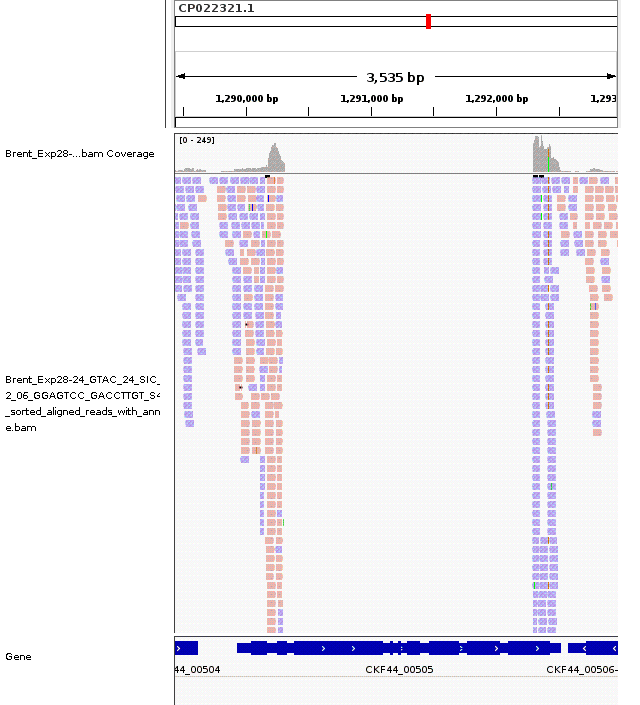 CP022321.1
3,535 bp
1,290,000 bp 1,291,000 bp 1,292,000 bp 1,293
[0 - 249]
Brent_Exp28-...bam Coverage
Brent_Exp28-24_GTAC_24_SIC_
2_06_GGAGTCC_GACCTTGT_S4
_sorted_aligned_reads_with_ann
e.bam
Gene
44_00504 CKF44_00505 CKF44_00506-